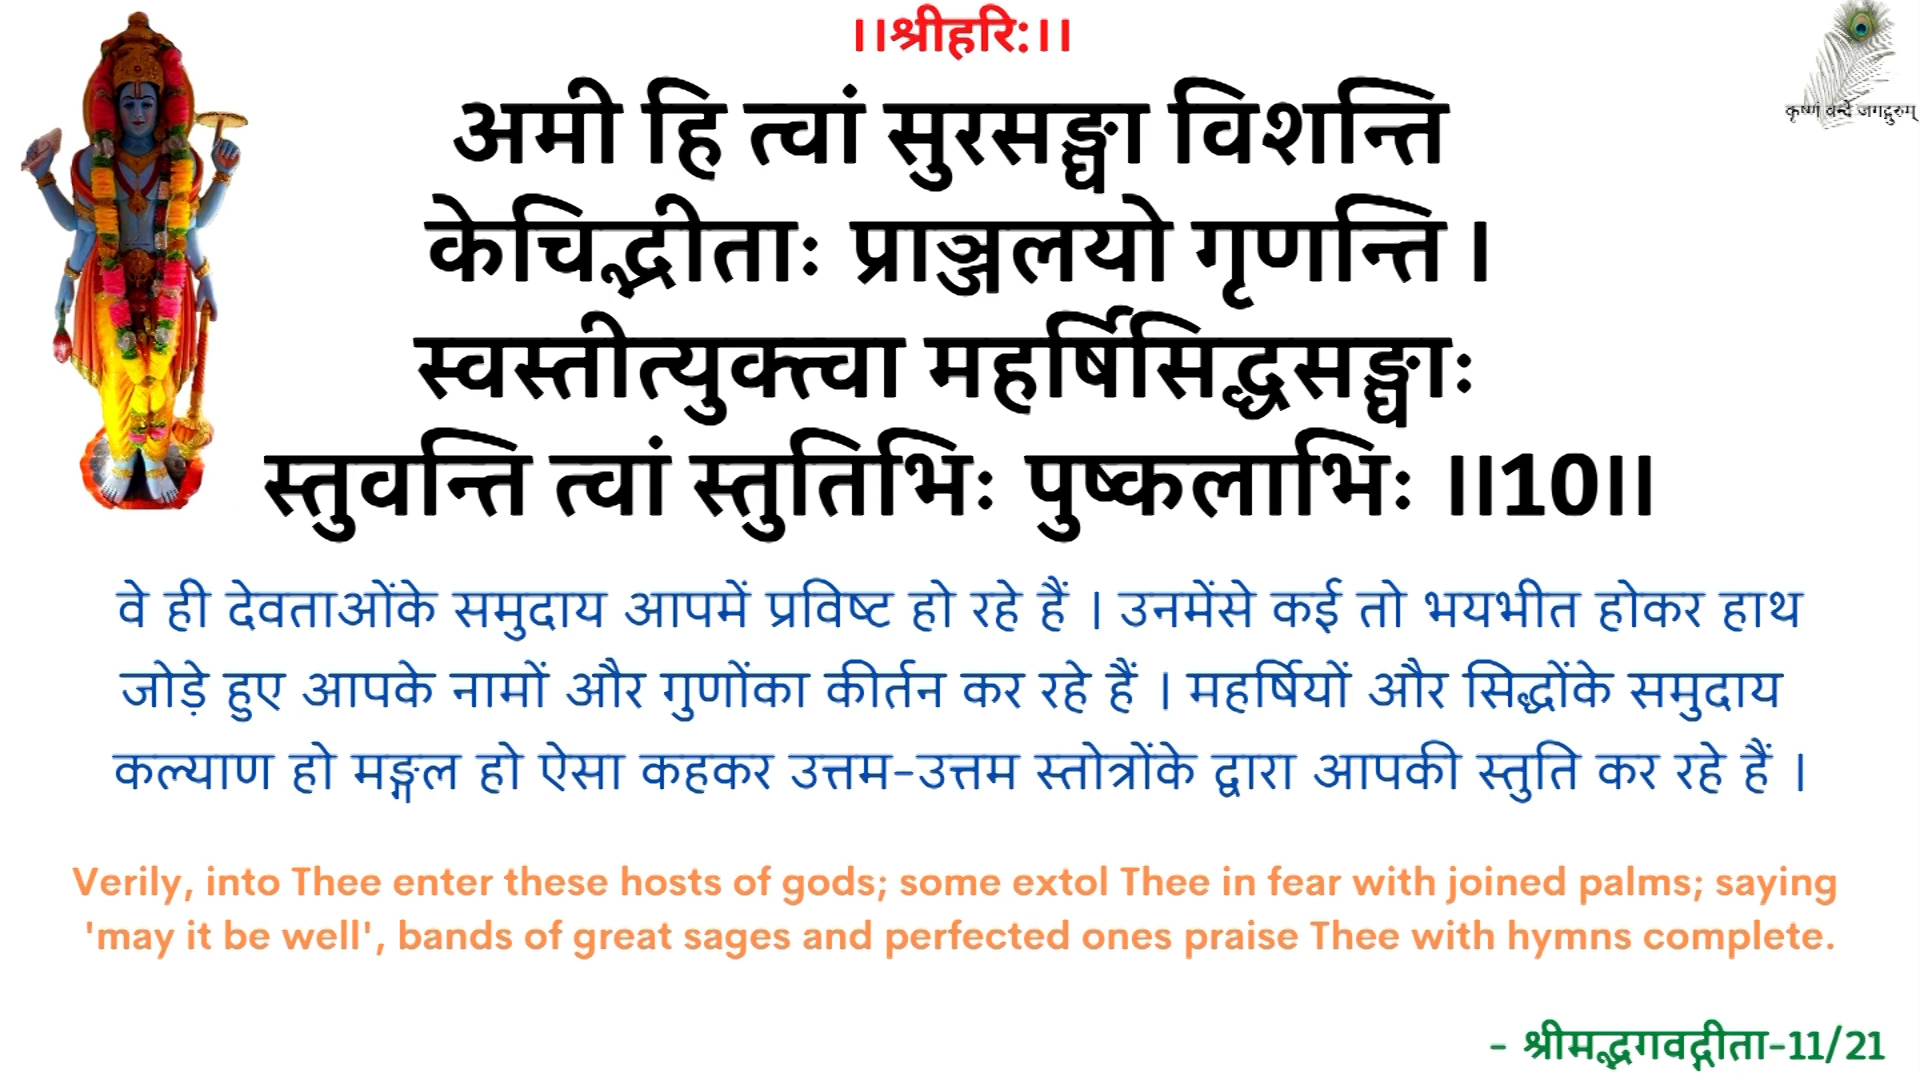 ।।श्रीहरि:।।
कृष्णं वन्दे जगद्गुरुम्
अमी हि त्वां सुरसङ्घा विशन्ति
केचिद्भीताः प्राञ्जलयो गृणन्ति ।
स्वस्तीत्युक्त्वा महर्षिसिद्धसङ्घाः
स्तुवन्ति त्वां स्तुतिभिः पुष्कलाभिः ॥10॥
वे ही देवताओंके समुदाय आपमें प्रविष्ट हो रहे हैं । उनमेंसे कई तो भयभीत होकर हाथ
जोड़े हुए आपके नामों और गुणोंका कीर्तन कर रहे हैं । महर्षियों और सिद्धोंके समुदाय
कल्याण हो मङ्गल हो ऐसा कहकर उत्तम-उत्तम स्तोत्रोंके द्वारा आपकी स्तुति कर रहे हैं ।
Verily, into Thee enter these hosts of gods; some extol Thee in fear with joined palms; saying
'may it be well', bands of great sages and perfected ones praise Thee with hymns complete.
- श्रीमद्भगवद्गीता-11/21